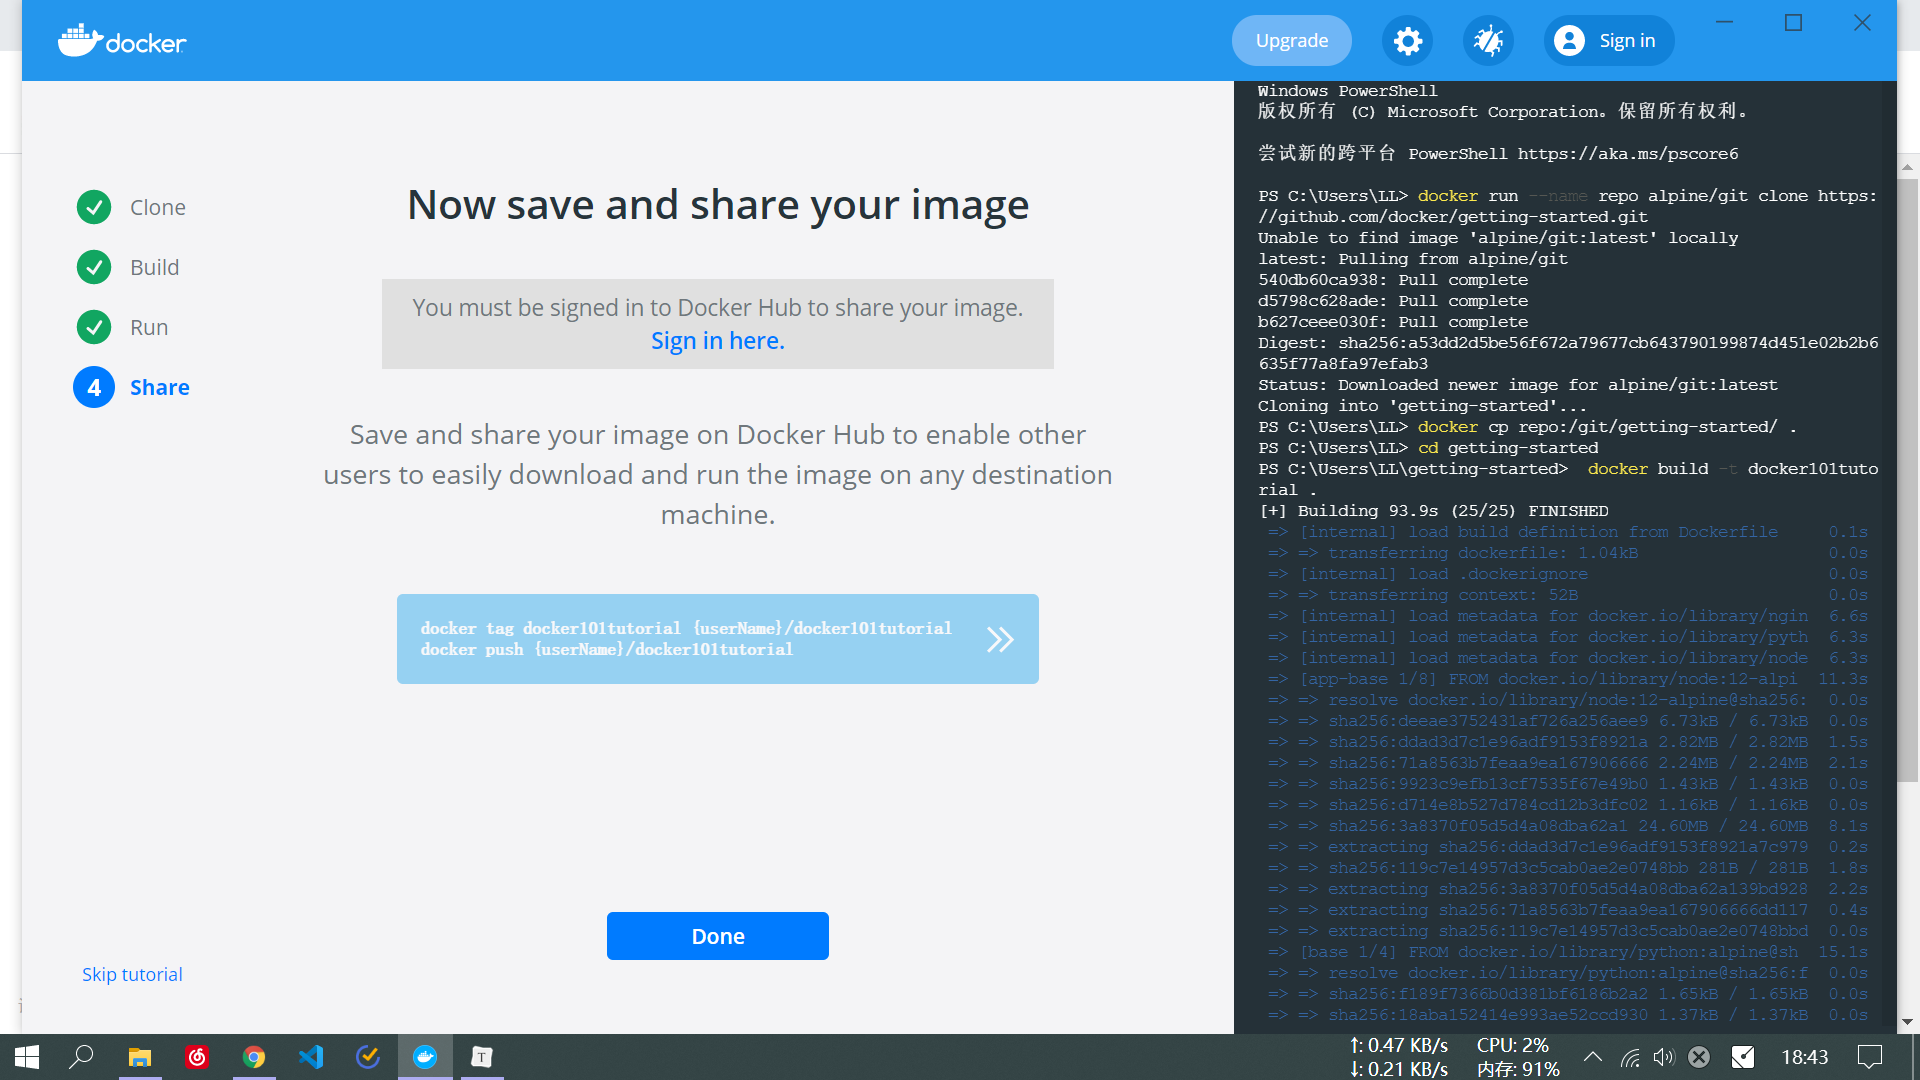 docker
Upgrade
Sign in
Clone
Build
Run
4 Share
Now save and share your image
You must be signed in to Docker Hub to share your image.
Sign in here.
Save and share your image on Docker Hub to enable other
users to easily download and run the image on any destination
machine.
docker tag docker101tutorial {userName}/docker101tutorial
docker push {userName}/docker101tutorial
Done
Skip tutorial
Windows PowerShell
版权所有 (C) Microsoft Corporation。保留所有权利。
尝试新的跨平台 PowerShell https://aka.ms/pscore6
PS C:\Users\LL> docker run --name repo alpine/git clone https:
//github.com/docker/getting-started.git
Unable to find image 'alpine/git:latest' locally
latest: Pulling from alpine/git
540db60ca938: Pull complete
d5798c628ade: Pull complete
b627ceee030f: Pull complete
Digest: sha256:a53dd2d5be56f672a79677cb643790199874d451e02b2b6
635f77a8fa97efab3
Status: Downloaded newer image for alpine/git:latest
Cloning into 'getting-started'...
PS C:\Users\LL> docker cp repo:/git/getting-started/ .
PS C:\Users\LL> cd getting-started
PS C:\Users\LL\getting-started>  docker build -t docker101tuto
rial .
[+] Building 93.9s (25/25) FINISHED
=> [internal] load build definition from Dockerfile 0.1s
=> => transferring dockerfile: 1.04kB 0.0s
=> [internal] load .dockerignore 0.0s
=> => transferring context: 52B 0.0s
=> [internal] load metadata for docker.io/library/ngin 6.6s
=> [internal] load metadata for docker.io/library/pyth 6.3s
=> [internal] load metadata for docker.io/library/node 6.3s
=> [app-base 1/8] FROM docker.io/library/node:12-alpi 11.3s
=> => resolve docker.io/library/node:12-alpine@sha256: 0.0s
=> => sha256:deeae3752431af726a256aee9 6.73kB / 6.73kB 0.0s
=> => sha256:ddad3d7c1e96adf9153f8921a 2.82MB / 2.82MB 1.5s
=> => sha256:71a8563b7feaa9ea167906666 2.24MB / 2.24MB 2.1s
=> => sha256:9923c9efb13cf7535f67e49b0 1.43kB / 1.43kB 0.0s
=> => sha256:d714e8b527d784cd12b3dfc02 1.16kB / 1.16kB 0.0s
=> => sha256:3a8370f05d5d4a08dba62a1 24.60MB / 24.60MB 8.1s
=> => extracting sha256:ddad3d7c1e96adf9153f8921a7c979 0.2s
=> => sha256:119c7e14957d3c5cab0ae2e0748bb 281B / 281B 1.8s
=> => extracting sha256:3a8370f05d5d4a08dba62a139bd928 2.2s
=> => extracting sha256:71a8563b7feaa9ea167906666dd117 0.4s
=> => extracting sha256:119c7e14957d3c5cab0ae2e0748bbd 0.0s
=> [base 1/4] FROM docker.io/library/python:alpine@sh 15.1s
=> => resolve docker.io/library/python:alpine@sha256:f 0.0s
=> => sha256:f189f7366b0d381bf6186b2a2 1.65kB / 1.65kB 0.0s
=> => sha256:18aba152414e993ae52ccd930 1.37kB / 1.37kB 0.0s
T
↑: 0.47 KB/s CPU: 2%
↓: 0.21 KB/s 内存: 91%
18:43